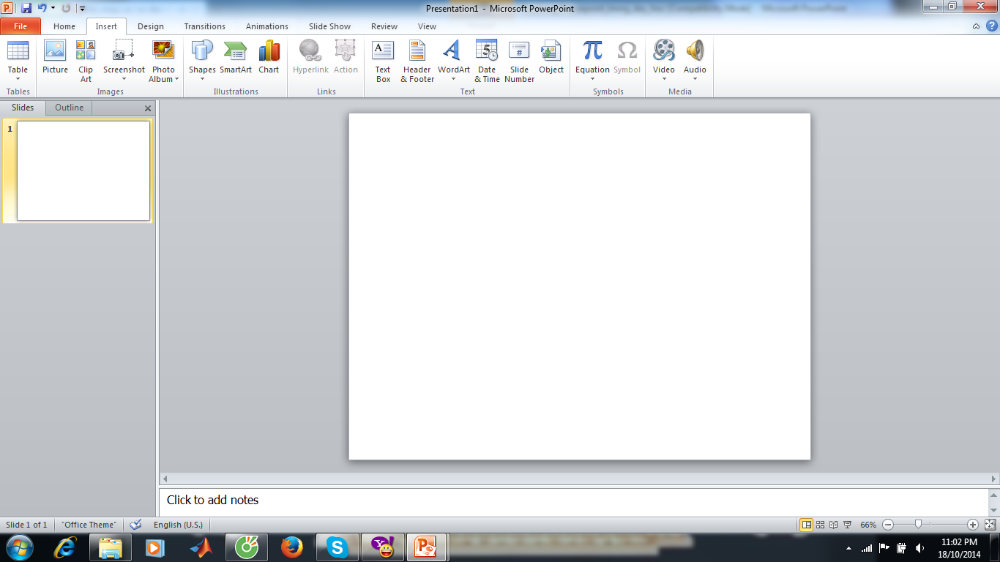 Presentation1 - Microsoft PowerPoint
File Home Insert Design Transitions Animations Slide Show Review View
Table Picture Clip Art Screenshot Photo Album Shapes SmartArt Chart Hyperlink Action Text Box Header & Footer WordArt Date & Time Slide Number Object Equation Symbol Video Audio
Tables Images Illustrations Links Text Symbols Media
Slides Outline
1
Click to add notes
Slide 1 of 1 "Office Theme" English (U.S.) 66%
11:02 PM
18/10/2014